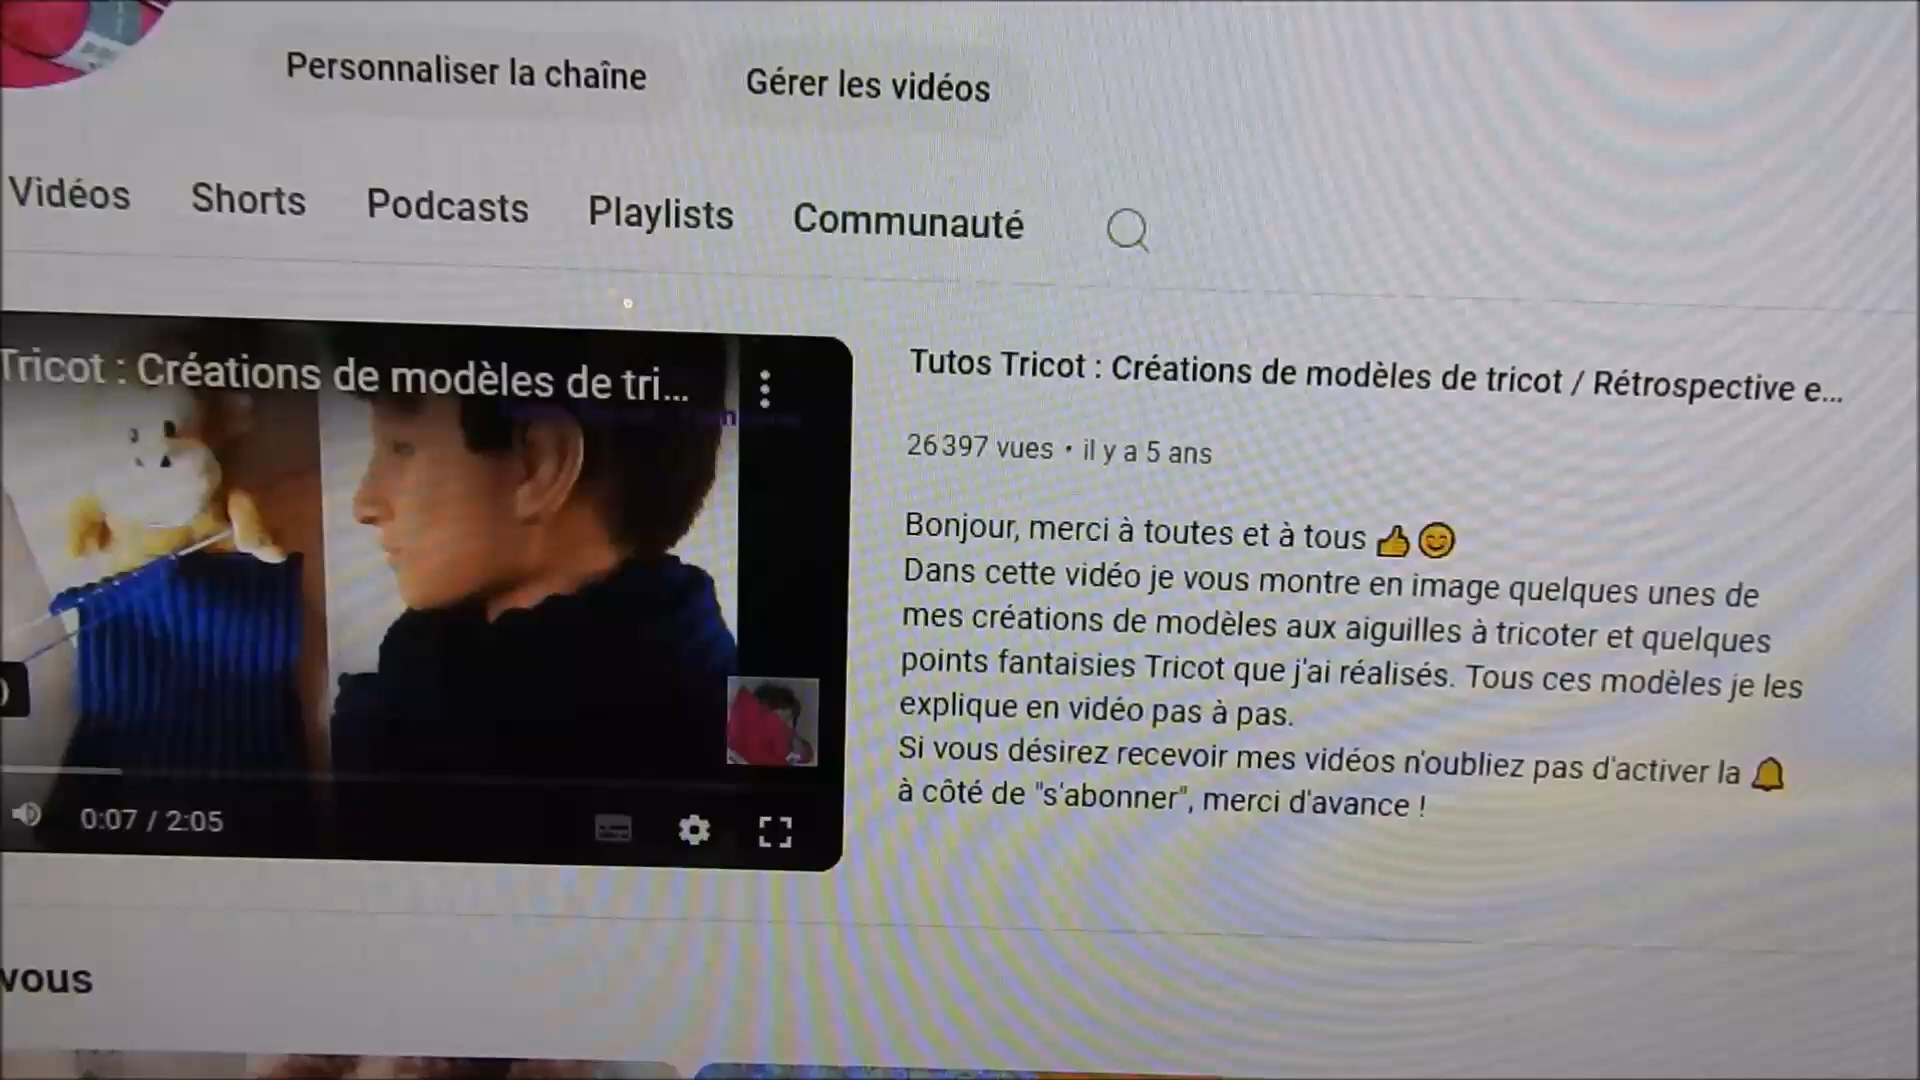 Personnaliser la chaîne
Gérer les vidéos
Vidéos
Shorts
Podcasts
Playlists
Communauté
Tricot : Créations de modèles de tri...
0:07 / 2:05
Tutos Tricot : Créations de modèles de tricot / Rétrospective e...
26 397 vues • il y a 5 ans
Bonjour, merci à toutes et à tous 👍😊
Dans cette vidéo je vous montre en image quelques unes de
mes créations de modèles aux aiguilles à tricoter et quelques
points fantaisies Tricot que j'ai réalisés. Tous ces modèles je les
explique en vidéo pas à pas.
Si vous désirez recevoir mes vidéos n'oubliez pas d'activer la 🔔
à côté de "s'abonner", merci d'avance !
vous